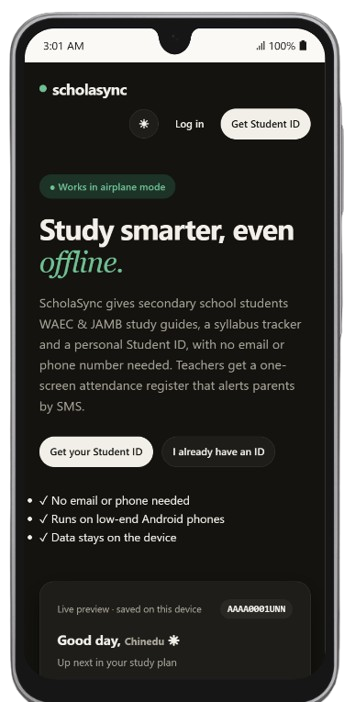 3:01 AM 100%
scholasync
Log in Get Student ID
Works in airplane mode
Study smarter, even
offline.
ScholaSync gives secondary school students
WAEC & JAMB study guides, a syllabus tracker
and a personal Student ID, with no email or
phone number needed. Teachers get a one-
screen attendance register that alerts parents
by SMS.
Get your Student ID I already have an ID
• ✓ No email or phone needed
• ✓ Runs on low-end Android phones
• ✓ Data stays on the device
Live preview · saved on this device AAAA0001UNN
Good day, Chinedu
Up next in your study plan